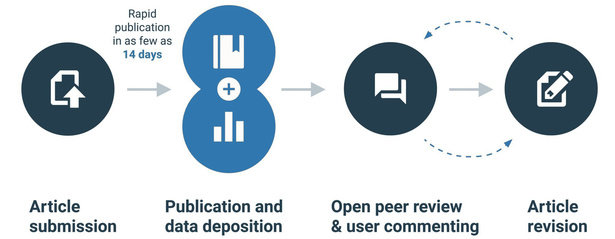 Rapid
publication
in as few as
14 days
Article
submission
Publication and
data deposition
Open peer review
& user commenting
Article
revision